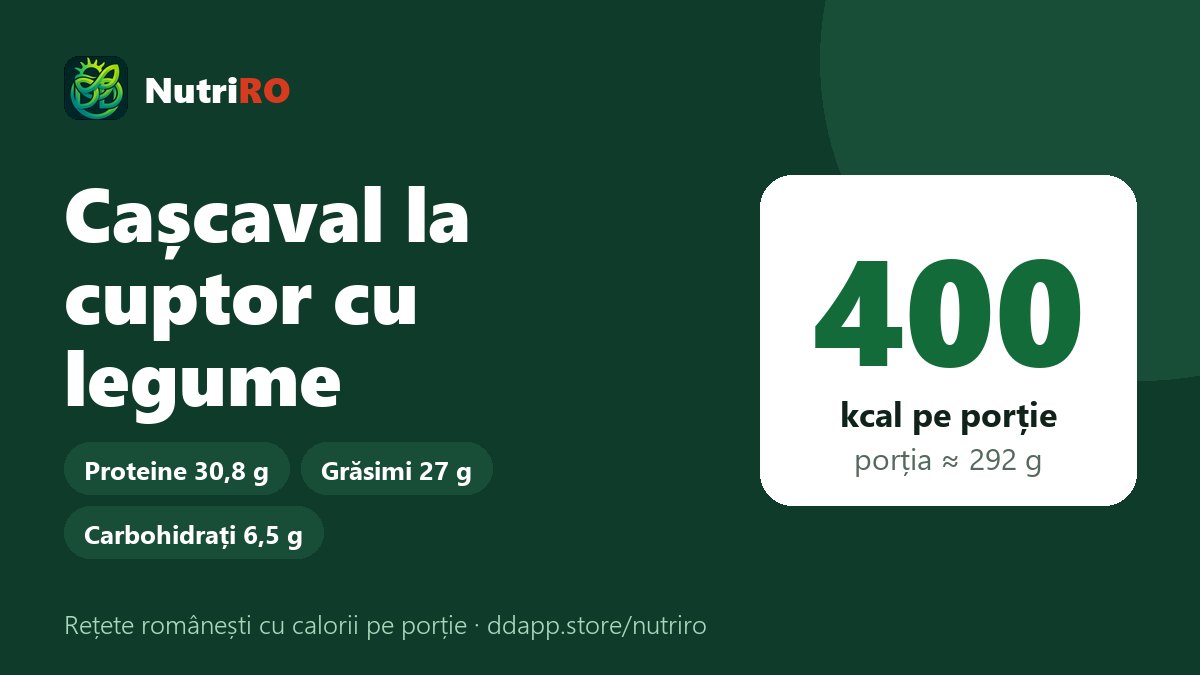 NutriRO
Cașcaval la
cuptor cu
legume
Proteine 30,8 g
Grăsimi 27 g
Carbohidrați 6,5 g
400
kcal pe porție
porția ≈ 292 g
Rețete românești cu calorii pe porție · ddapp.store/nutriro